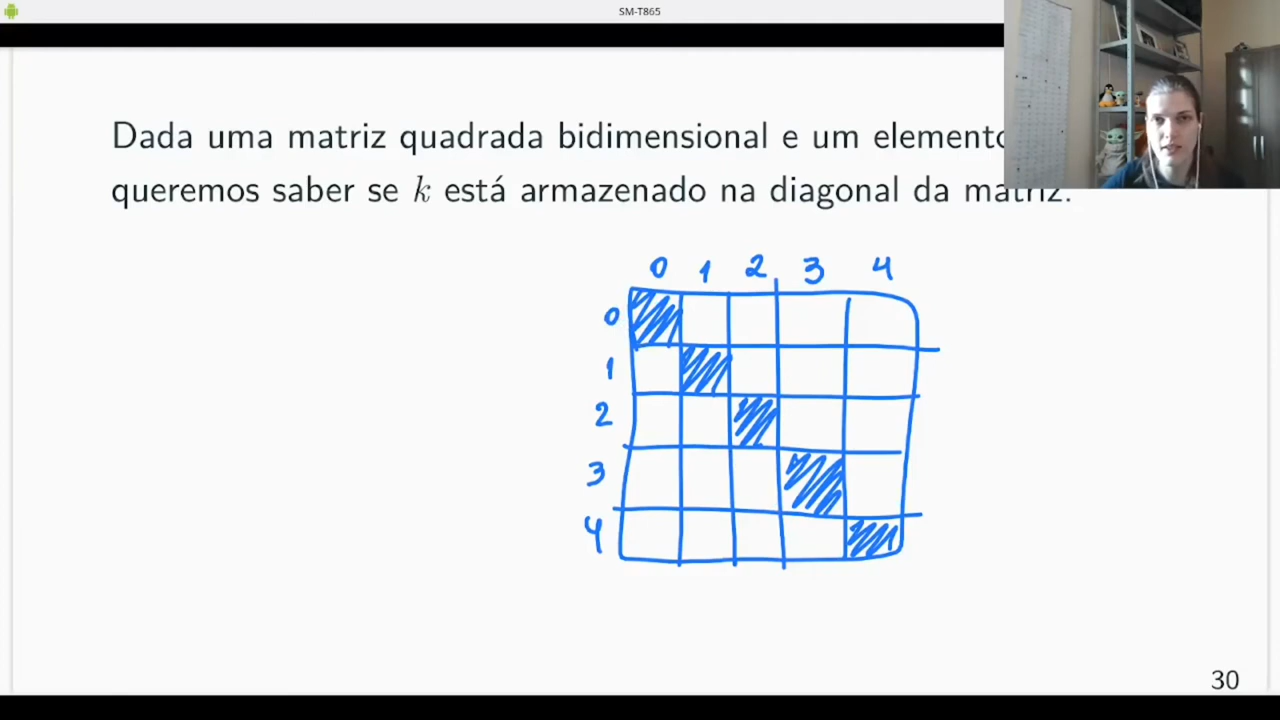 SM-T865
Dada uma matriz quadrada bidimensional e um elemento
queremos saber se k está armazenado na diagonal da matriz.
0 1 2 3 4
0
1
2
3
4
30